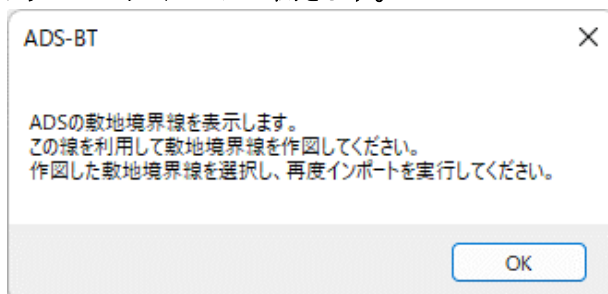 ADS-BT
ADSの敷地境界線を表示します。
この線を利用して敷地境界線を作図してください。
作図した敷地境界線を選択し、再度インポートを実行してください。
OK